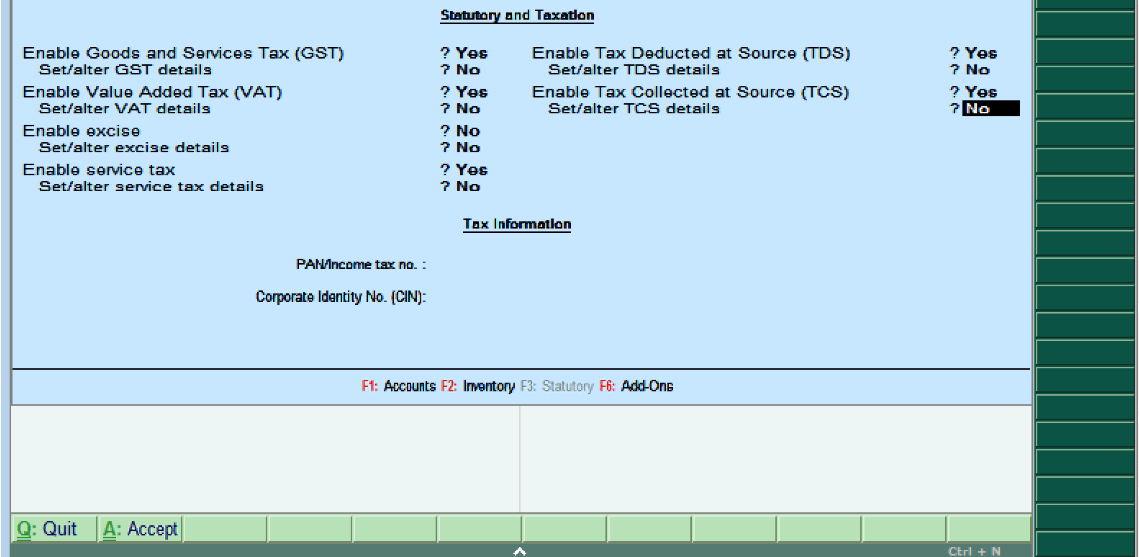 Statutory and Taxation
Enable Goods and Services Tax (GST) ? Yes Enable Tax Deducted at Source (TDS) ? Yes
Set/alter GST details ? No Set/alter TDS details ? No
Enable Value Added Tax (VAT) ? Yes Enable Tax Collected at Source (TCS) ? Yes
Set/alter VAT details ? No Set/alter TCS details ? No
Enable excise ? No
Set/alter excise details ? No
Enable service tax ? Yes
Set/alter service tax details ? No
Tax Information
PAN/Income tax no. :
Corporate Identity No. (CIN):
F1: Accounts F2: Inventory F3: Statutory F6: Add-Ons
Q: Quit A: Accept
Ctrl + N